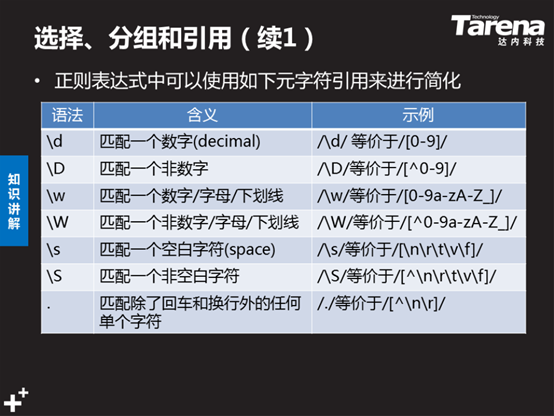 Technology
Tarena
达内科技
选择、分组和引用（续1）
• 正则表达式中可以使用如下元字符引用来进行简化
知识讲解
语法 含义 示例
\d 匹配一个数字(decimal) /\d/ 等价于/[0-9]/
\D 匹配一个非数字 /\D/等价于/[^0-9]/
\w 匹配一个数字/字母/下划线 /\w/等价于/[0-9a-zA-Z_]/
\W 匹配一个非数字/字母/下划线 /\W/等价于/[^0-9a-zA-Z_]/
\s 匹配一个空白字符(space) /\s/等价于/[\n\r\t\v\f]/
\S 匹配一个非空白字符 /\S/等价于/[^\n\r\t\v\f]/
. 匹配除了回车和换行外的任何 /./等价于/[^\n\r]/
单个字符